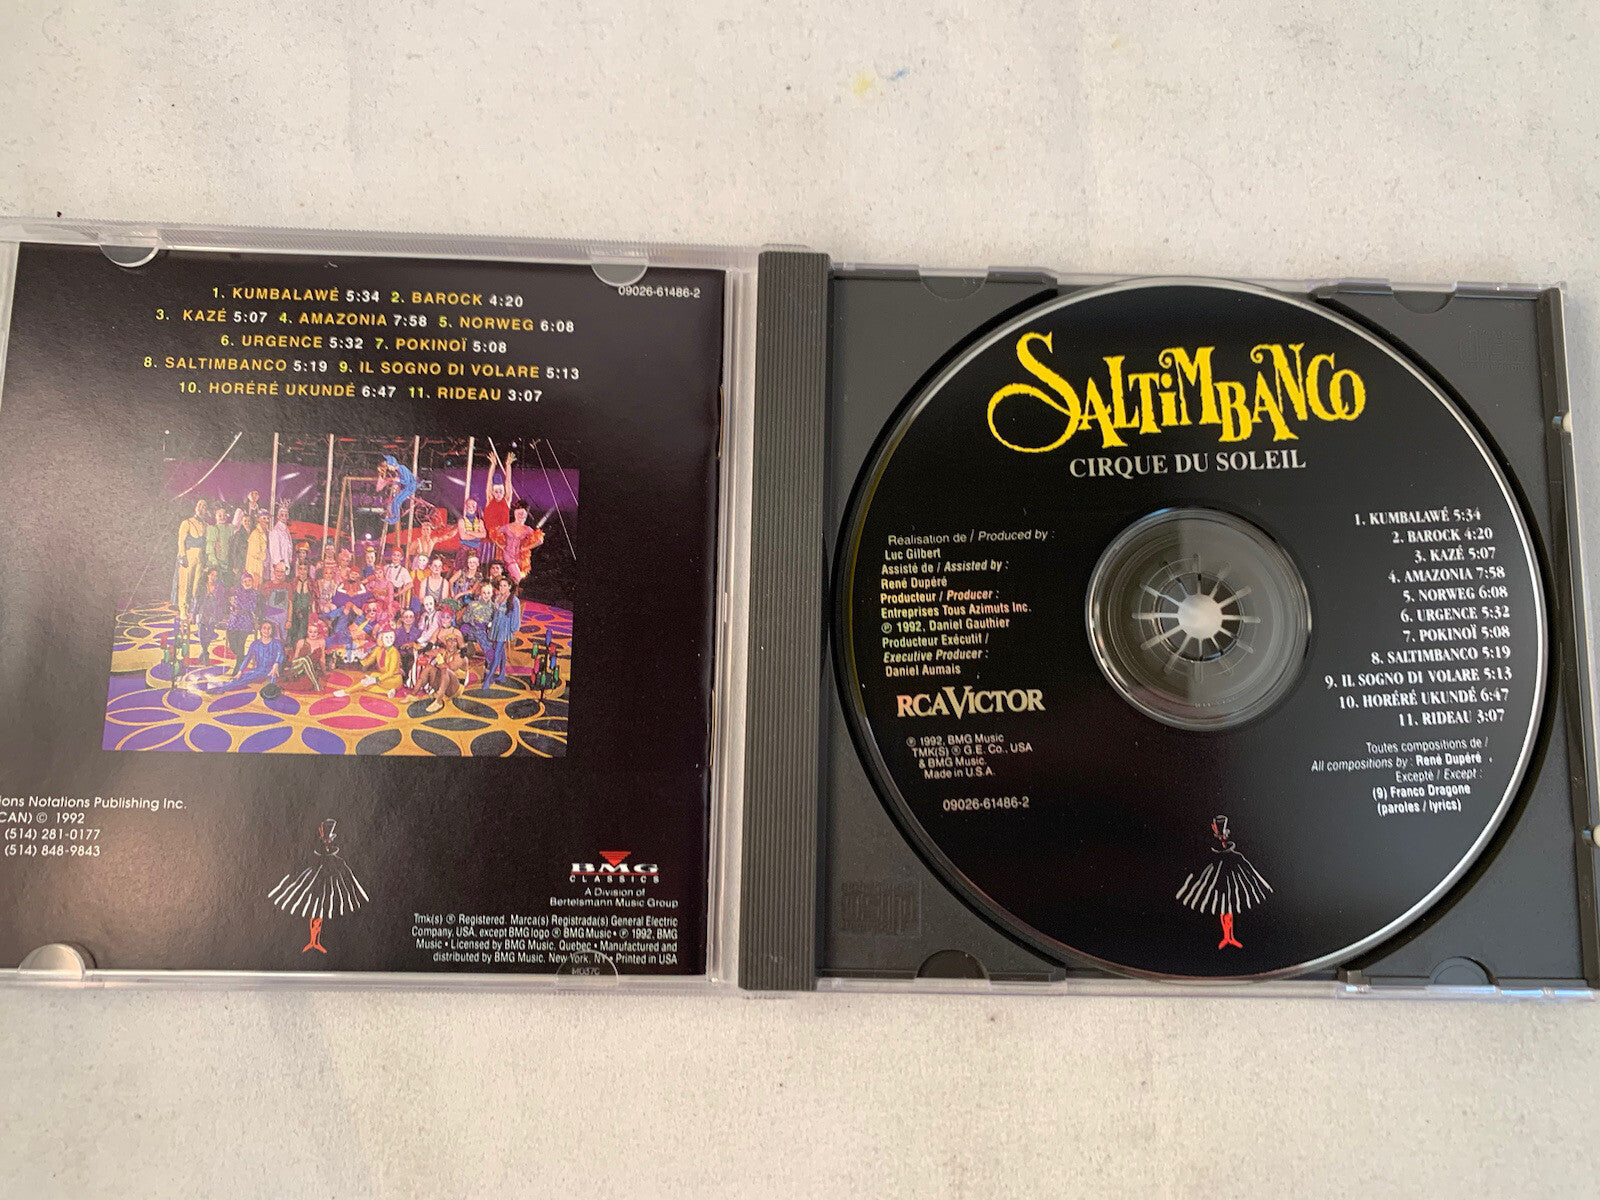 09026-61486-2
1. KUMBALAWÉ 5:34 2. BAROCK 4:20
3. KAZÉ 5:07 4. AMAZONIA 7:58 5. NORWEG 6:08
6. URGENCE 5:32 7. POKINOÏ 5:08
8. SALTIMBANCO 5:19 9. IL SOGNO DI VOLARE 5:13
10. HORÉRÉ UKUNDÉ 6:47 11. RIDEAU 3:07
Notations Publishing Inc.
(CAN) © 1992
(514) 281-0177
(514) 848-9843
BMG
CLASSICS
A Division of
Bertelsmann Music Group
Tmk(s) ® Registered. Marca(s) Registrada(s) General Electric
Company, USA, except BMG logo ® BMG Music • ℗ 1992, BMG
Music • Licensed by BMG Music, Quebec • Manufactured and
distributed by BMG Music, New York, NY • Printed in USA
SALTiMBANCO
CIRQUE DU SOLEIL
Réalisation de / Produced by :
Luc Gilbert
Assisté de / Assisted by :
René Dupéré
Producteur / Producer :
Entreprises Tous Azimuts Inc.
℗ 1992, Daniel Gauthier
Producteur Exécutif /
Executive Producer :
Daniel Aumais
RCA VICTOR
℗ 1992, BMG Music
TMK(S) ® G.E. Co., USA
& BMG Music.
Made in U.S.A.
09026-61486-2
1. KUMBALAWÉ 5:34
2. BAROCK 4:20
3. KAZÉ 5:07
4. AMAZONIA 7:58
5. NORWEG 6:08
6. URGENCE 5:32
7. POKINOÏ 5:08
8. SALTIMBANCO 5:19
9. IL SOGNO DI VOLARE 5:13
10. HORÉRÉ UKUNDÉ 6:47
11. RIDEAU 3:07
Toutes compositions de /
All compositions by : René Dupéré .
Excepté / Except :
(9) Franco Dragone
(paroles / lyrics)